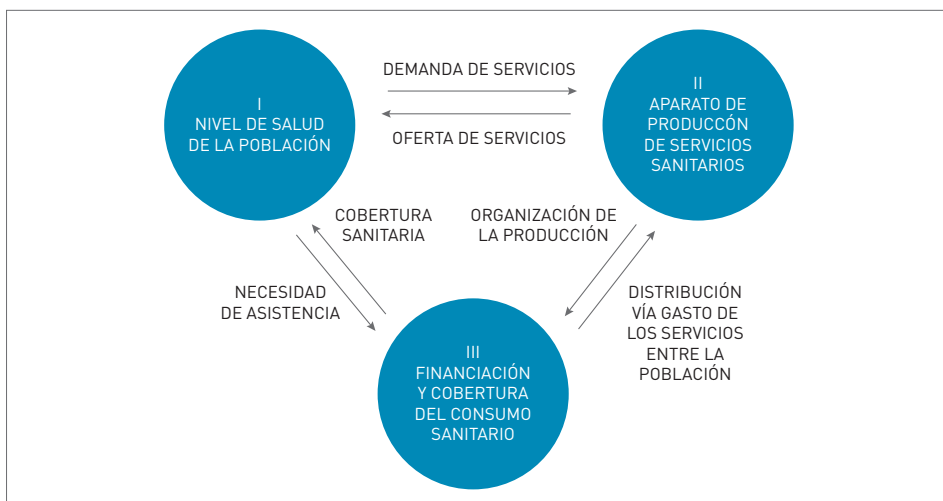 I
NIVEL DE SALUD
DE LA POBLACIÓN
DEMANDA DE SERVICIOS
OFERTA DE SERVICIOS
II
APARATO DE
PRODUCCÓN
DE SERVICIOS
SANITARIOS
COBERTURA
SANITARIA
ORGANIZACIÓN DE
LA PRODUCCIÓN
NECESIDAD
DE ASISTENCIA
DISTRIBUCIÓN
VÍA GASTO DE
LOS SERVICIOS
ENTRE LA
POBLACIÓN
III
FINANCIACIÓN
Y COBERTURA
DEL CONSUMO
SANITARIO